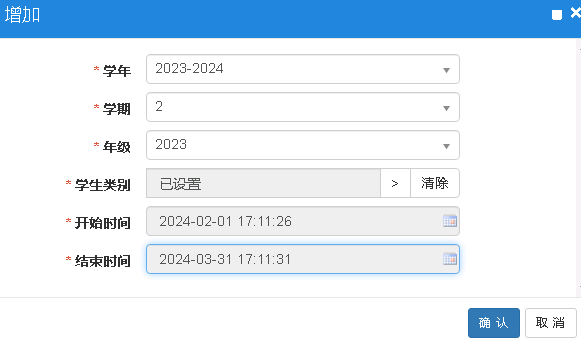 增加
* 学年 2023-2024
* 学期 2
* 年级 2023
* 学生类别 已设置 > 清除
* 开始时间 2024-02-01 17:11:26
* 结束时间 2024-03-31 17:11:31
确 认 取 消